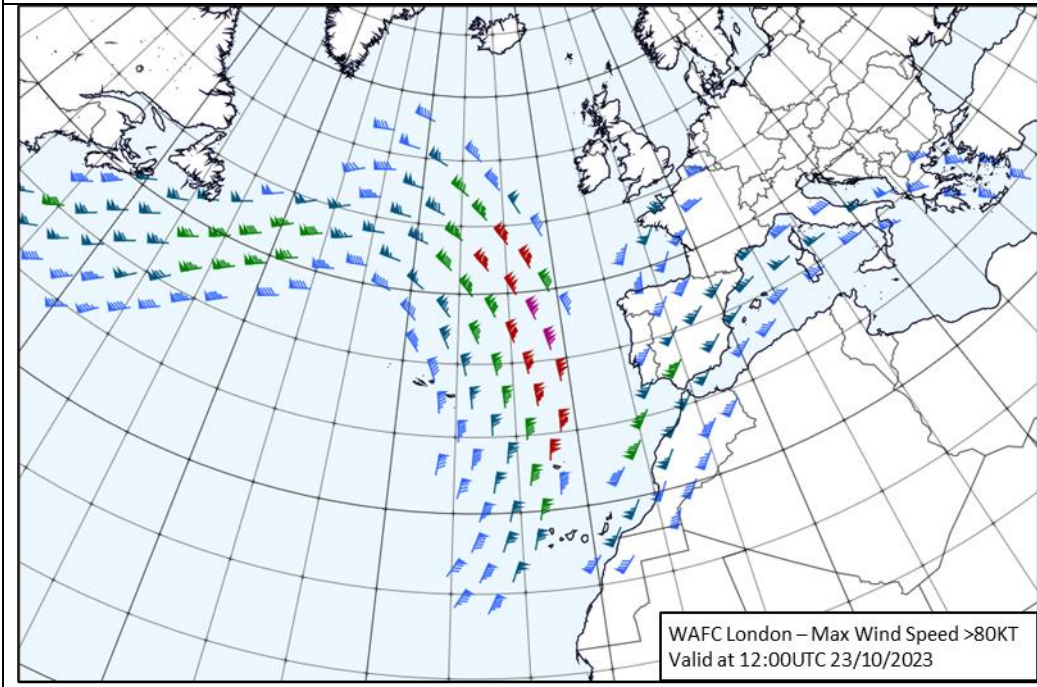 WAFC London – Max Wind Speed >80KT
Valid at 12:00UTC 23/10/2023